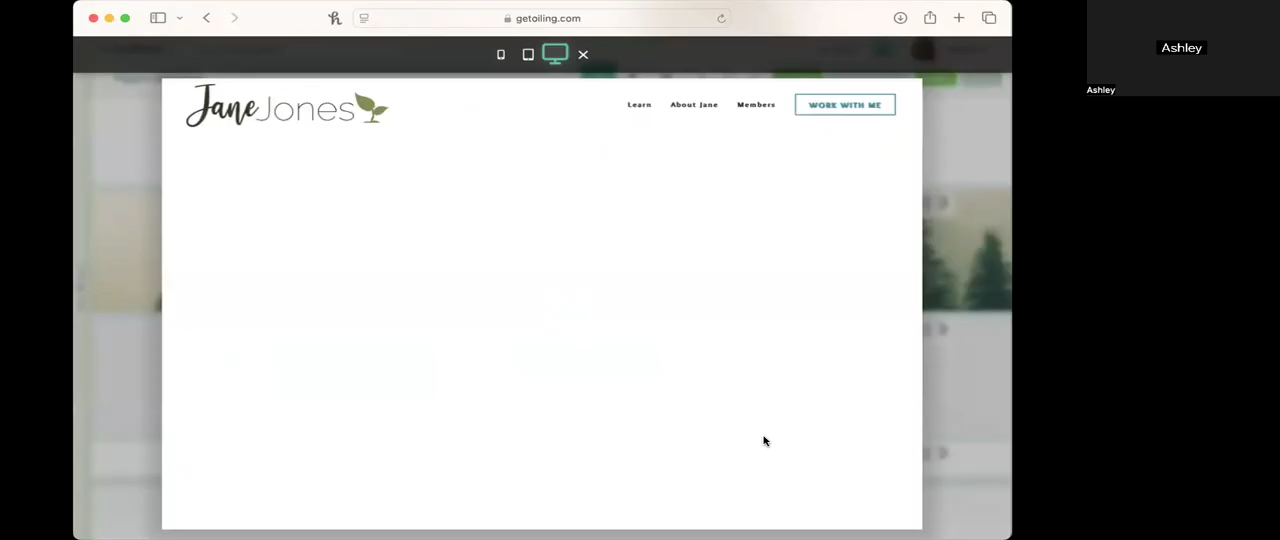 getoiling.com
Ashley
Ashley
JaneJones
Learn About Jane Members WORK WITH ME